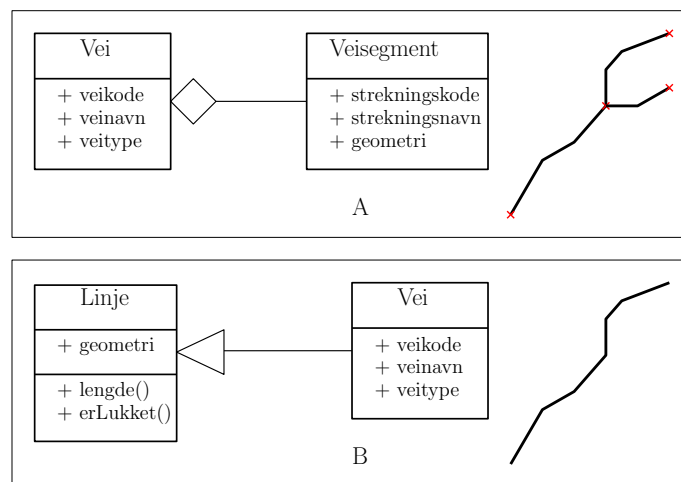 Vei
+ veikode
+ veinavn
+ veitype
Veisegment
+ strekningskode
+ strekningsnavn
+ geometri
A
Linje
+ geometri
+ lengde()
+ erLukket()
Vei
+ veikode
+ veinavn
+ veitype
B